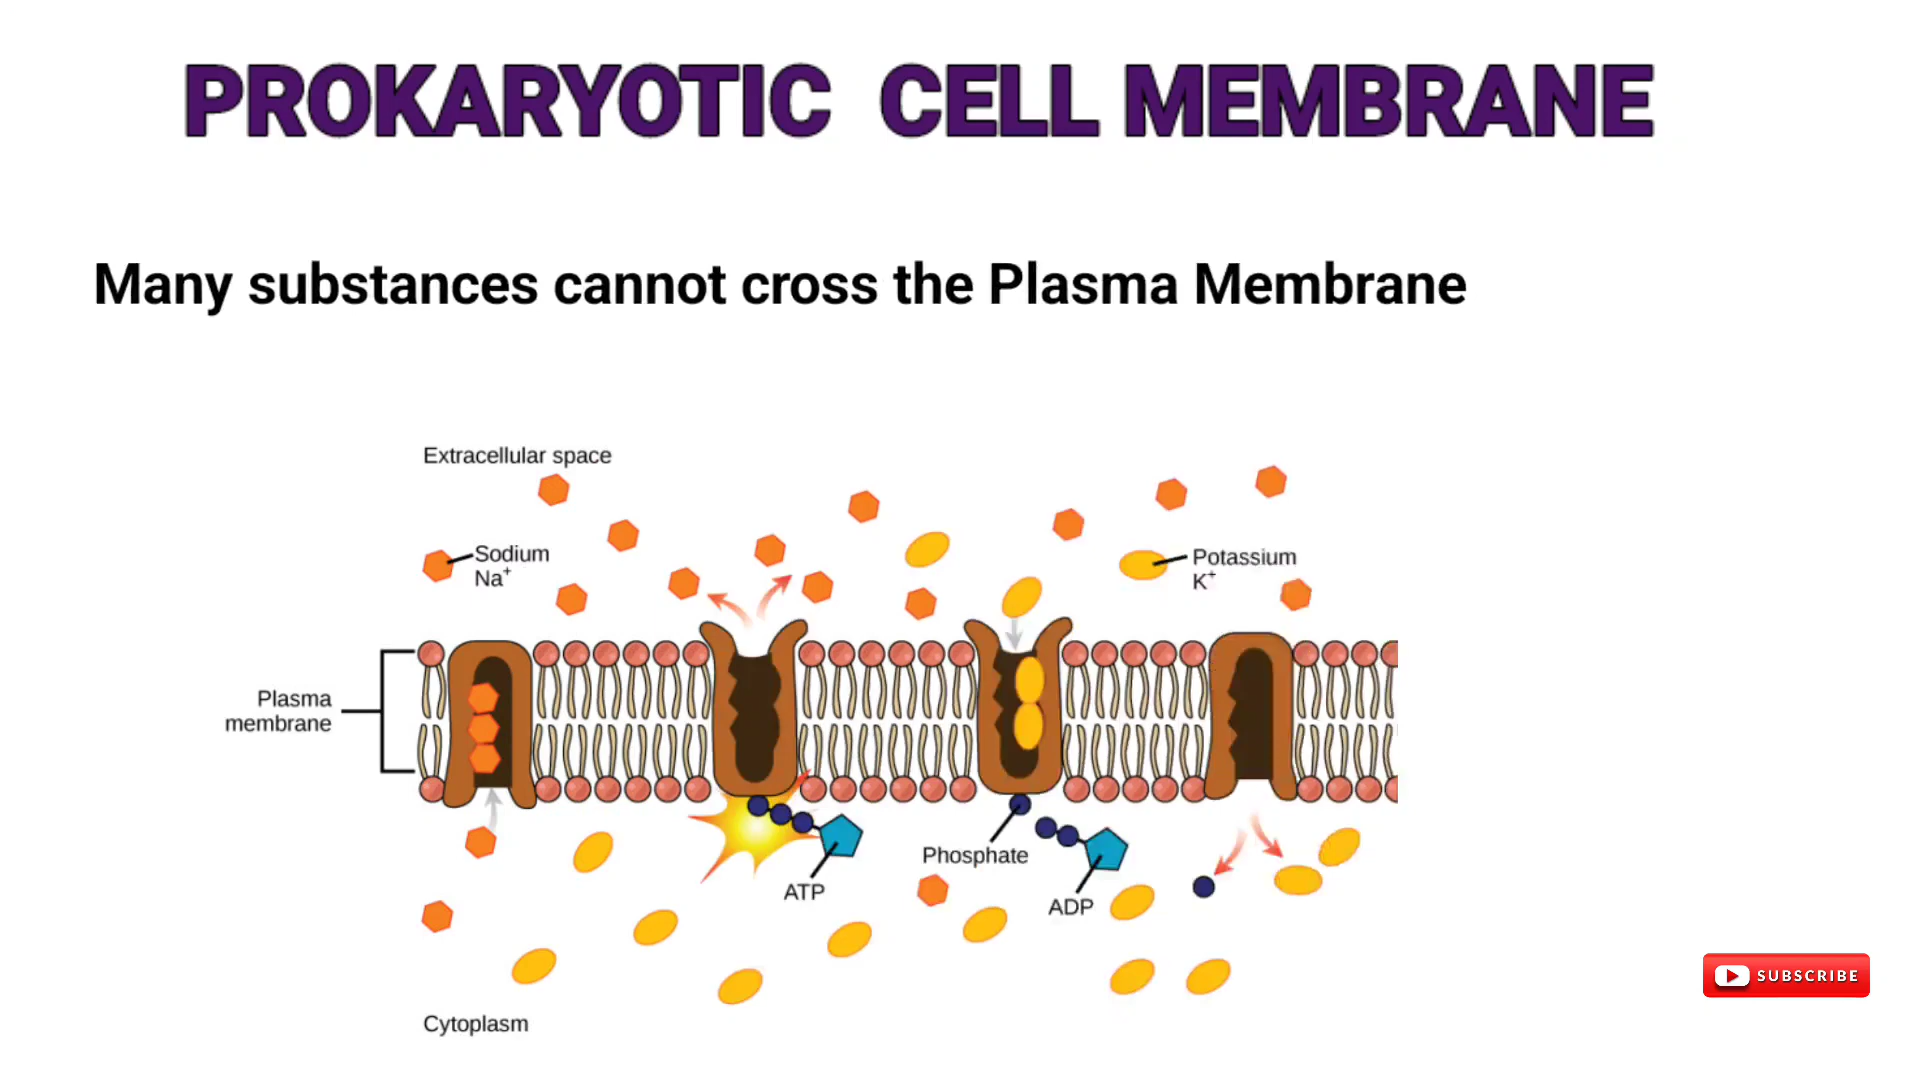 PROKARYOTIC CELL MEMBRANE
Many substances cannot cross the Plasma Membrane
Extracellular space
Sodium
Na+
Potassium
K+
Plasma
membrane
Phosphate
ATP
ADP
SUBSCRIBE
Cytoplasm